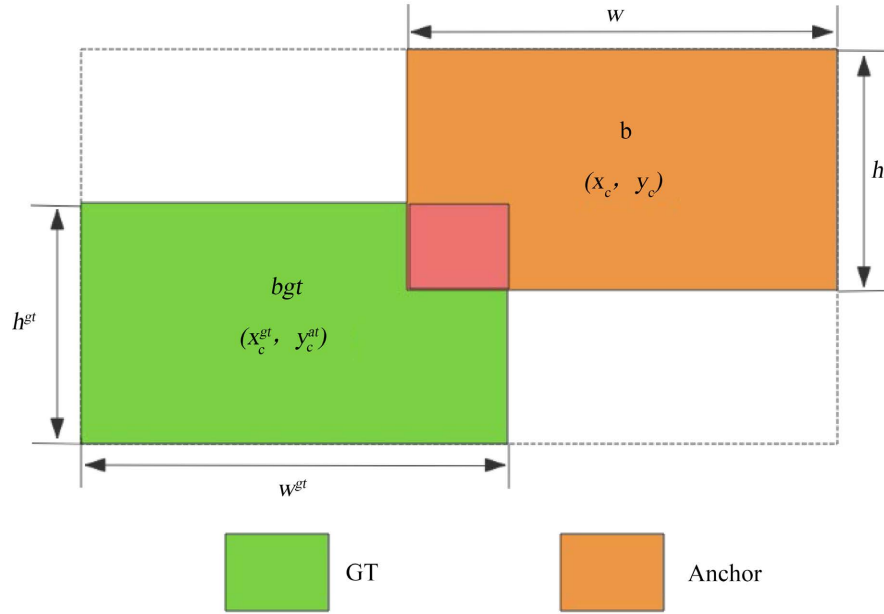 w
b
(x_c, y_c)
h
bgt
h^gt
(x_c^gt, y_c^at)
w^gt
GT
Anchor